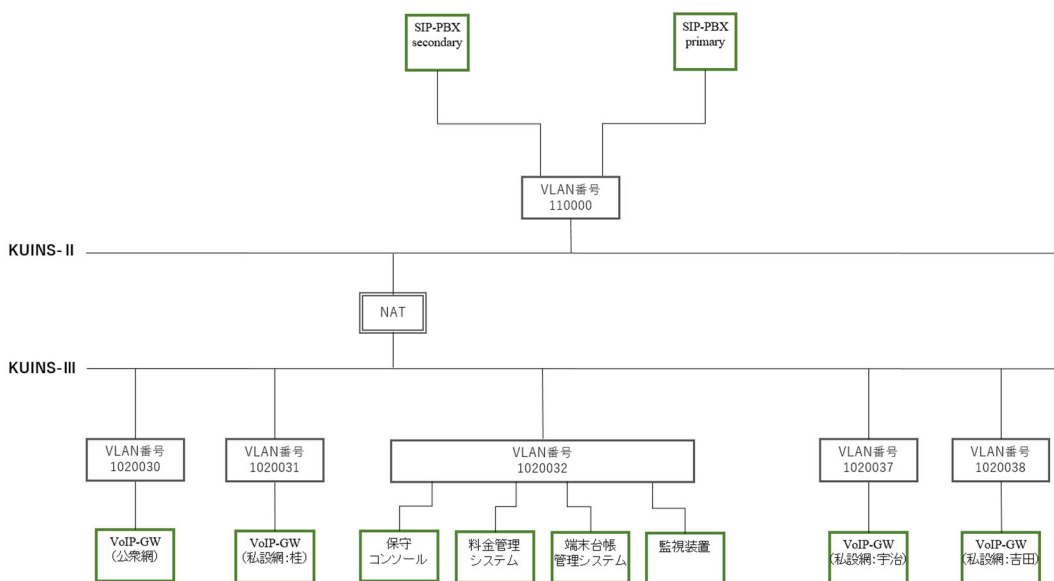 SIP-PBX
secondary
SIP-PBX
primary
VLAN番号
110000
KUINS-II
NAT
KUINS-III
VLAN番号
1020030
VLAN番号
1020031
VLAN番号
1020032
VLAN番号
1020037
VLAN番号
1020038
VoIP-GW
(公衆網)
VoIP-GW
(私設網:桂)
保守
コンソール
料金管理
システム
端末台帳
管理システム
監視装置
VoIP-GW
(私設網:宇治)
VoIP-GW
(私設網:吉田)